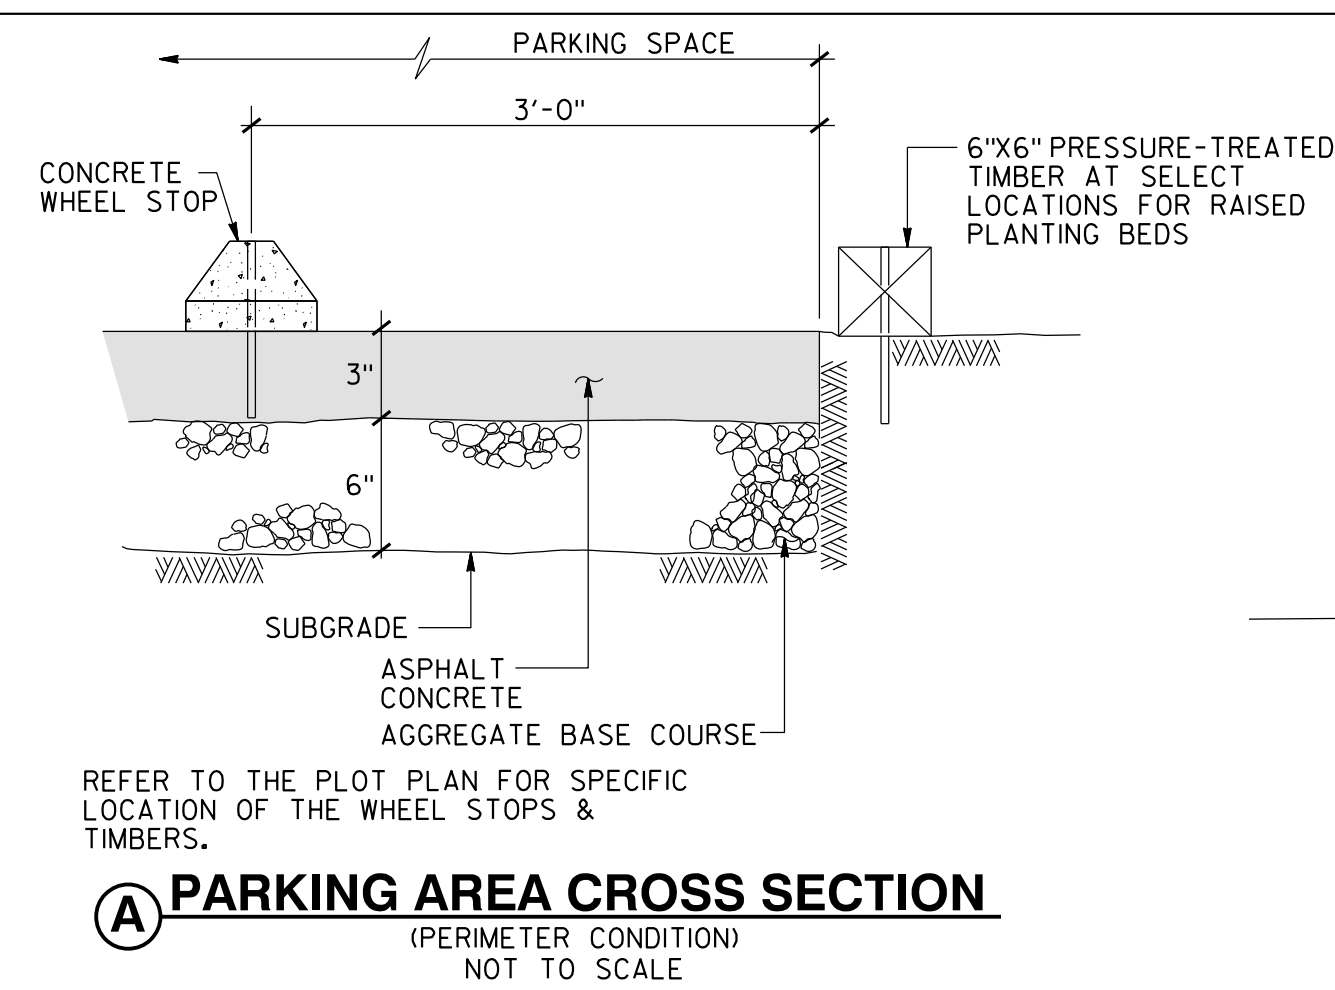 PARKING SPACE
3'-0"
CONCRETE
WHEEL STOP
6"X6" PRESSURE-TREATED
TIMBER AT SELECT
LOCATIONS FOR RAISED
PLANTING BEDS
3"
6"
SUBGRADE
ASPHALT
CONCRETE
AGGREGATE BASE COURSE
REFER TO THE PLOT PLAN FOR SPECIFIC
LOCATION OF THE WHEEL STOPS &
TIMBERS.
A PARKING AREA CROSS SECTION
(PERIMETER CONDITION)
NOT TO SCALE